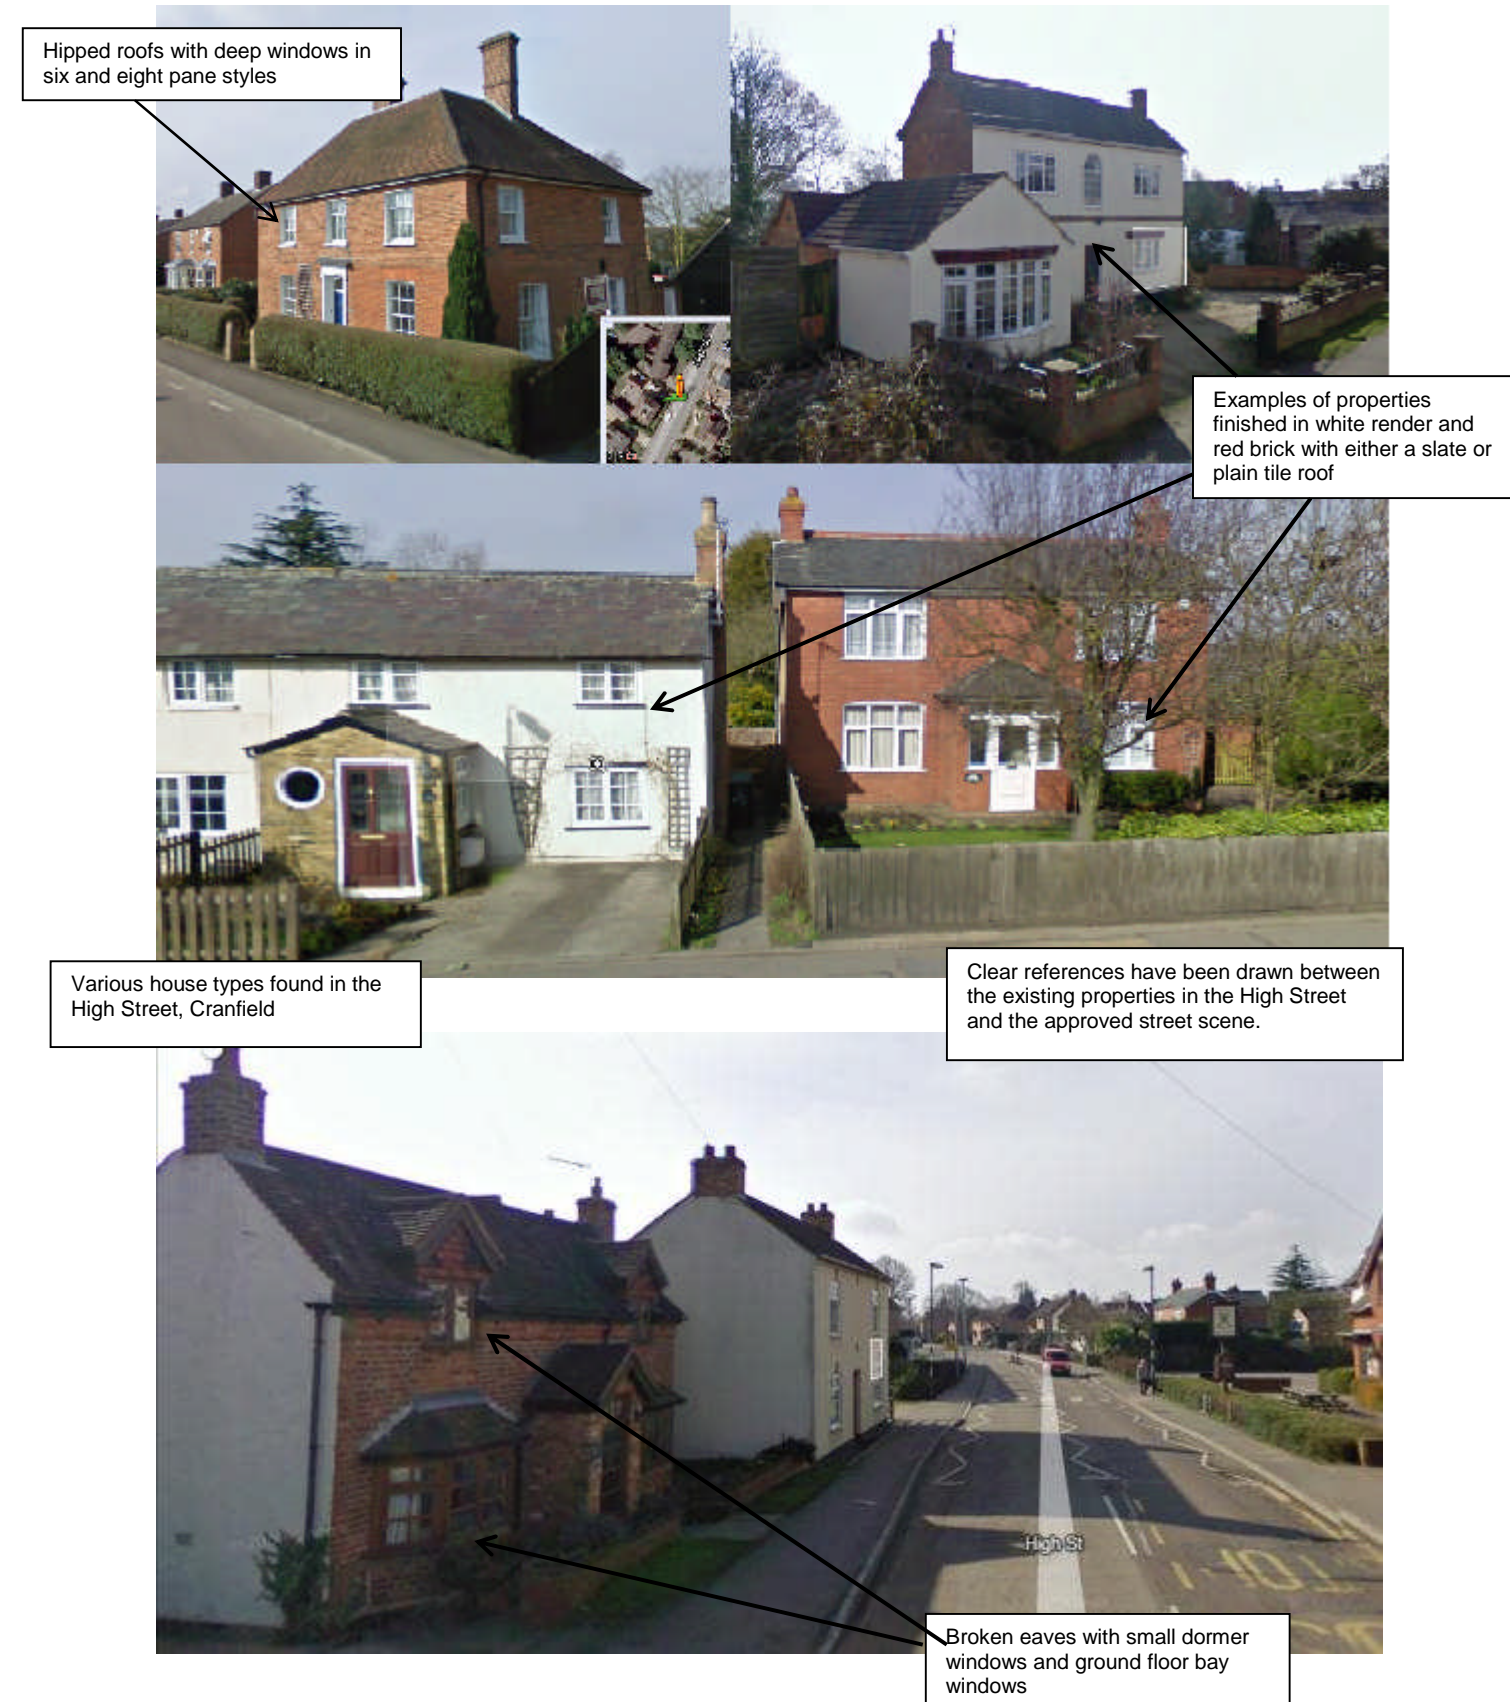 Hipped roofs with deep windows in
six and eight pane styles
Examples of properties
finished in white render and
red brick with either a slate or
plain tile roof
Various house types found in the
High Street, Cranfield
Clear references have been drawn between
the existing properties in the High Street
and the approved street scene.
High St
Broken eaves with small dormer
windows and ground floor bay
windows